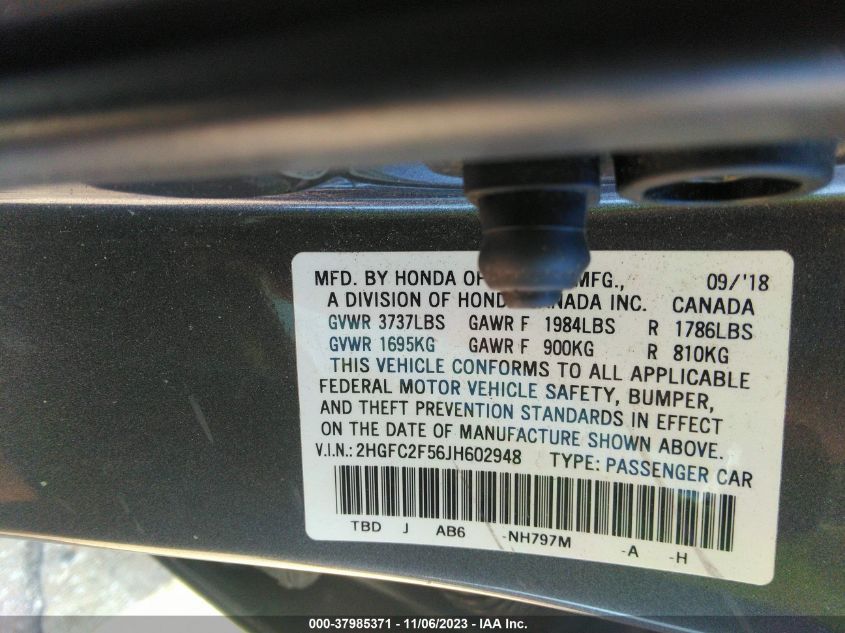 MFD. BY HONDA OF MFG., 09/'18
A DIVISION OF HOND ANADA INC. CANADA
GVWR 3737LBS GAWR F 1984LBS R 1786LBS
GVWR 1695KG GAWR F 900KG R 810KG
THIS VEHICLE CONFORMS TO ALL APPLICABLE
FEDERAL MOTOR VEHICLE SAFETY, BUMPER,
AND THEFT PREVENTION STANDARDS IN EFFECT
ON THE DATE OF MANUFACTURE SHOWN ABOVE.
V.I.N.: 2HGFC2F56JH602948 TYPE: PASSENGER CAR
TBD J AB6 -NH797M -A -H
000-37985371 - 11/06/2023 - IAA Inc.